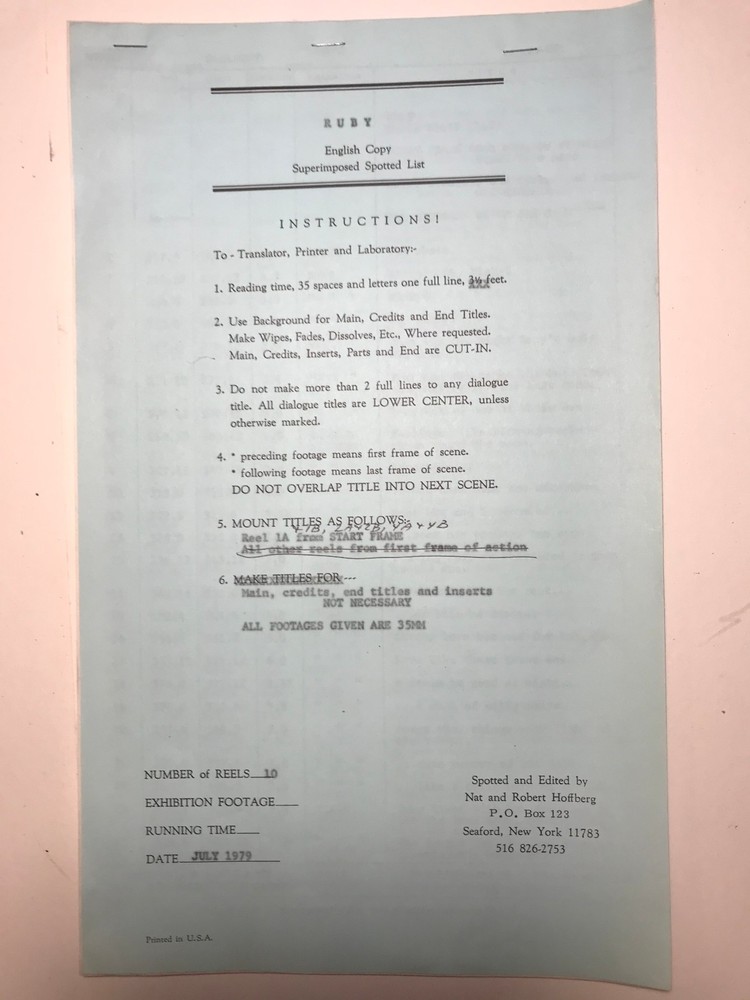 RUBY
English Copy
Superimposed Spotted List
INSTRUCTIONS!
To - Translator, Printer and Laboratory:-
1. Reading time, 35 spaces and letters one full line, feet.
2. Use Background for Main, Credits and End Titles.
Make Wipes, Fades, Dissolves, Etc., Where requested.
Main, Credits, Inserts, Parts and End are CUT-IN.
3. Do not make more than 2 full lines to any dialogue
title. All dialogue titles are LOWER CENTER, unless
otherwise marked.
4. * preceding footage means first frame of scene.
* following footage means last frame of scene.
DO NOT OVERLAP TITLE INTO NEXT SCENE.
5. MOUNT TITLES AS FOLLOWS:-
Reel 1A from START FRAME
All other reels from first frame of action
6. MAKE TITLES FOR---
Main, credits, end titles and inserts
NOT NECESSARY
ALL FOOTAGES GIVEN ARE 35MM
NUMBER of REELS 10
EXHIBITION FOOTAGE
RUNNING TIME
DATE JULY 1979
Spotted and Edited by
Nat and Robert Hoffberg
P.O. Box 123
Seaford, New York 11783
516 826-2753
Printed in U.S.A.